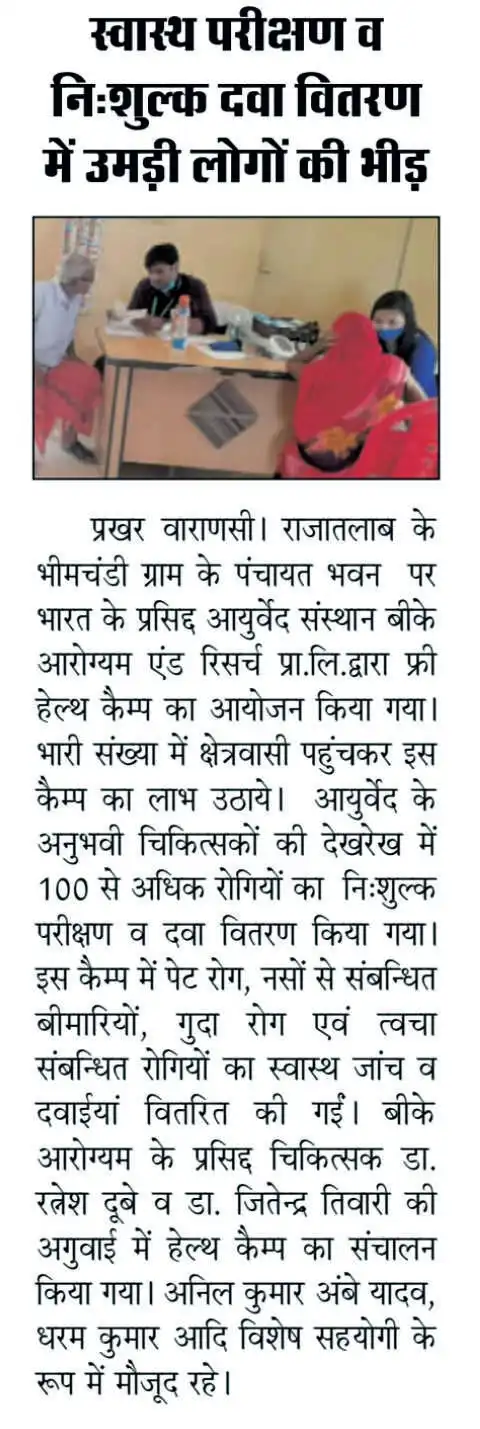 स्वास्थ परीक्षण व
निःशुल्क दवा वितरण
में उमड़ी लोगों की भीड़
प्रखर वाराणसी। राजातलाब के
भीमचंडी ग्राम के पंचायत भवन पर
भारत के प्रसिद्द आयुर्वेद संस्थान बीके
आरोग्यम एंड रिसर्च प्रा.लि.द्वारा फ्री
हेल्थ कैम्प का आयोजन किया गया।
भारी संख्या में क्षेत्रवासी पहुंचकर इस
कैम्प का लाभ उठाये। आयुर्वेद के
अनुभवी चिकित्सकों की देखरेख में
100 से अधिक रोगियों का निःशुल्क
परीक्षण व दवा वितरण किया गया।
इस कैम्प में पेट रोग, नसों से संबन्धित
बीमारियों, गुदा रोग एवं त्वचा
संबन्धित रोगियों का स्वास्थ जांच व
दवाईयां वितरित की गईं। बीके
आरोग्यम के प्रसिद्द चिकित्सक डा.
रत्नेश दूबे व डा. जितेन्द्र तिवारी की
अगुवाई में हेल्थ कैम्प का संचालन
किया गया। अनिल कुमार अंबे यादव,
धरम कुमार आदि विशेष सहयोगी के
रूप में मौजूद रहे।